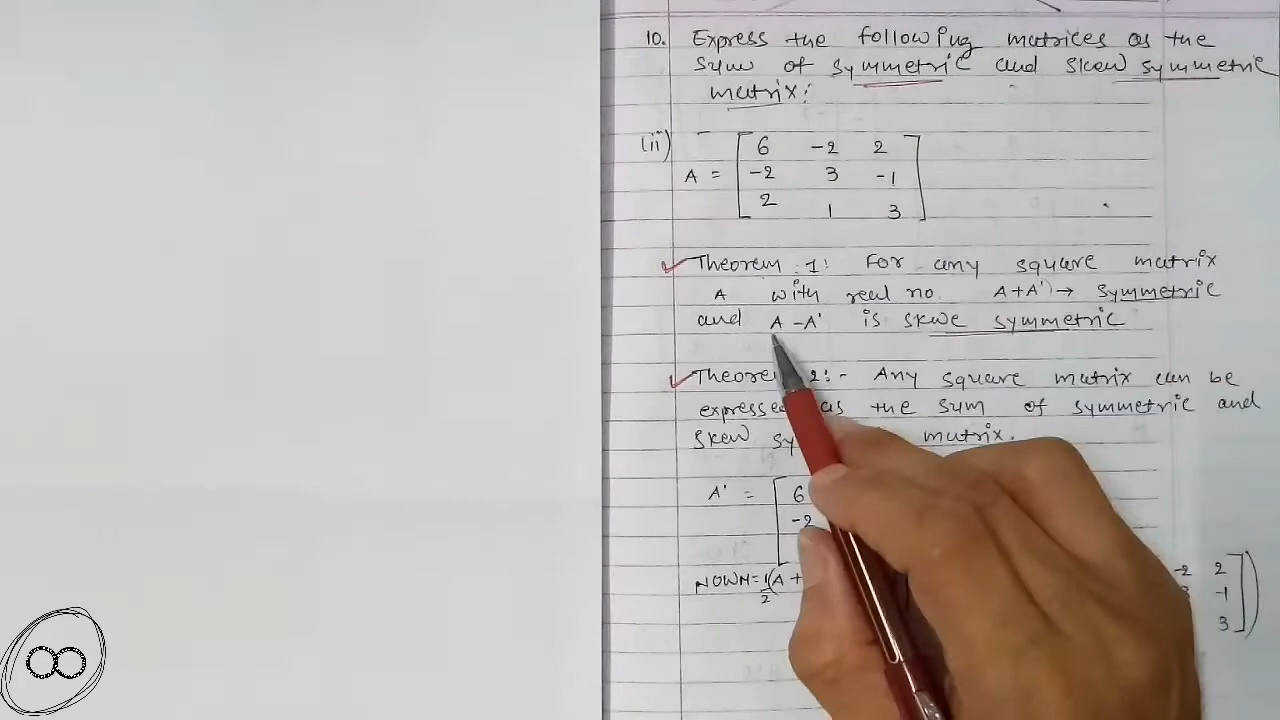 10. Express the following matrices as the
sum of symmetric and skew symmetric
matrix:
(ii) A = [ 6 -2 2
-2 3 -1
2 1 3 ]
Theorem 1: For any square matrix
A with real no. A+A' → symmetric
and A -A' is skwe symmetric
2:- Any square matrix can be
as the sum of symmetric and
skew matrix.
A' = [ 6
-2
NOWM=1/2(A +
-2 2
-1
3 ])